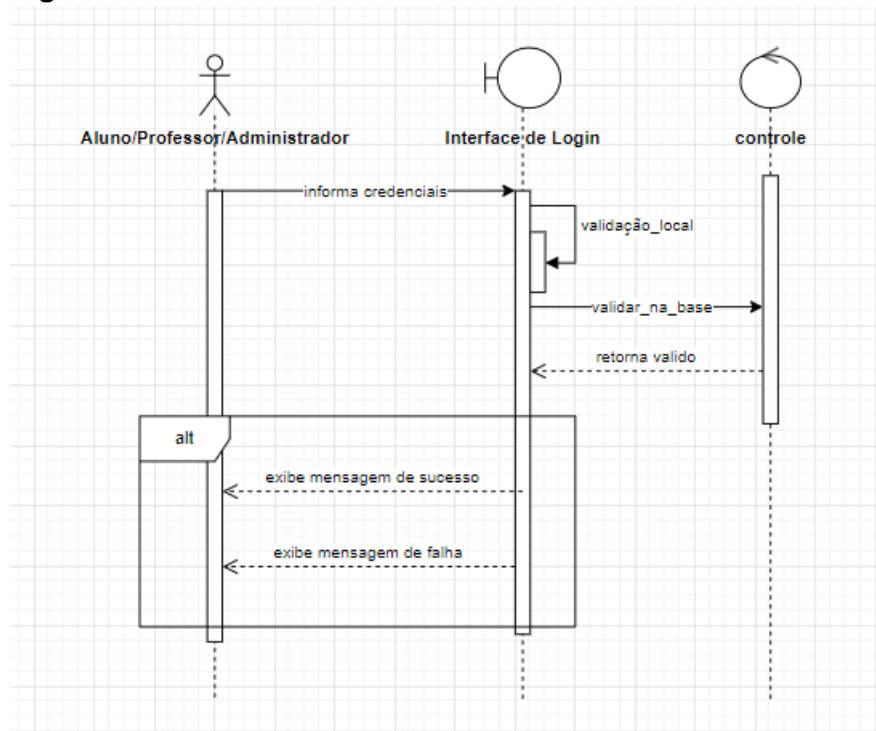 Aluno/Professor/Administrador
Interface de Login
controle
informa credenciais
validação_local
validar_na_base
retorna valido
alt
exibe mensagem de sucesso
exibe mensagem de falha